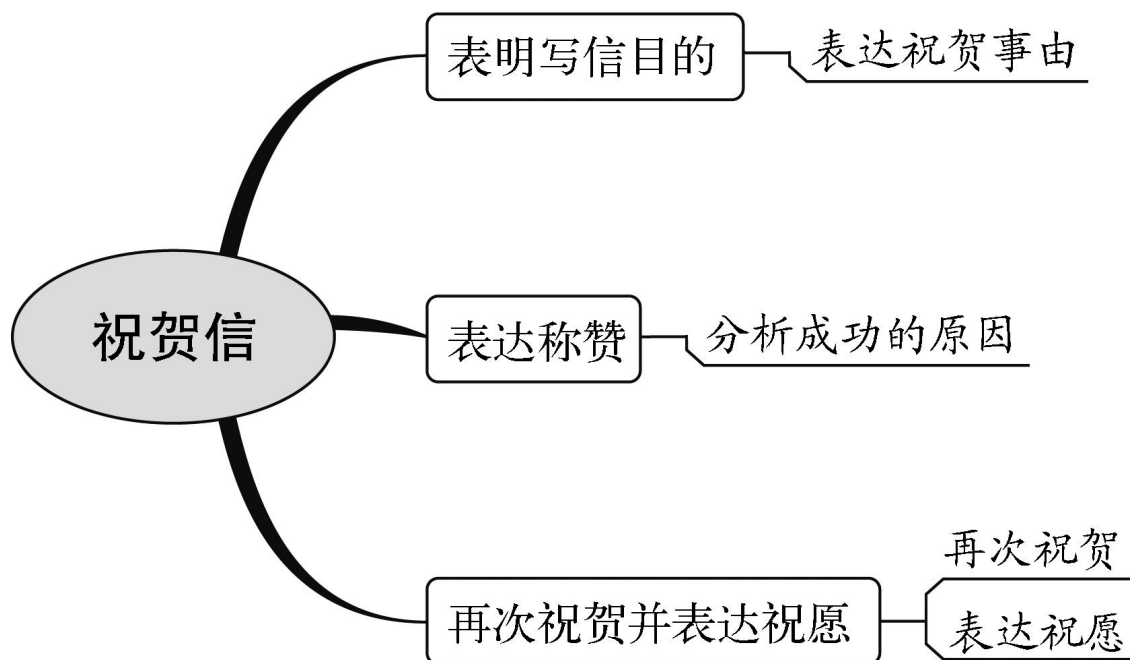 表明写信目的
表达祝贺事由
祝贺信
表达称赞
分析成功的原因
再次祝贺并表达祝愿
再次祝贺
表达祝愿